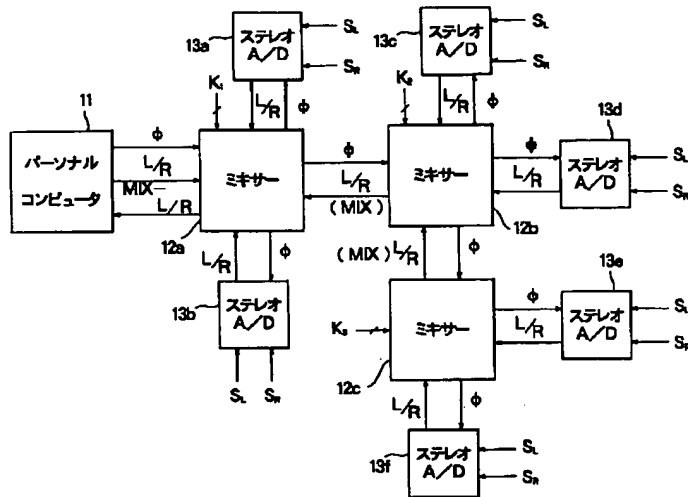 13a
ステレオ
A/D
SL
SR
K1
L/R
φ
13c
ステレオ
A/D
SL
SR
K2
L/R
φ
11
パーソナル
コンピュータ
φ
L/R
MIX
L/R
ミキサー
12a
φ
L/R
(MIX)
ミキサー
12b
φ
L/R
13d
ステレオ
A/D
SL
SR
L/R
φ
13b
ステレオ
A/D
SL
SR
(MIX)
L/R
φ
K3
ミキサー
12c
φ
L/R
13e
ステレオ
A/D
SL
SR
L/R
φ
13f
ステレオ
A/D
SL
SR